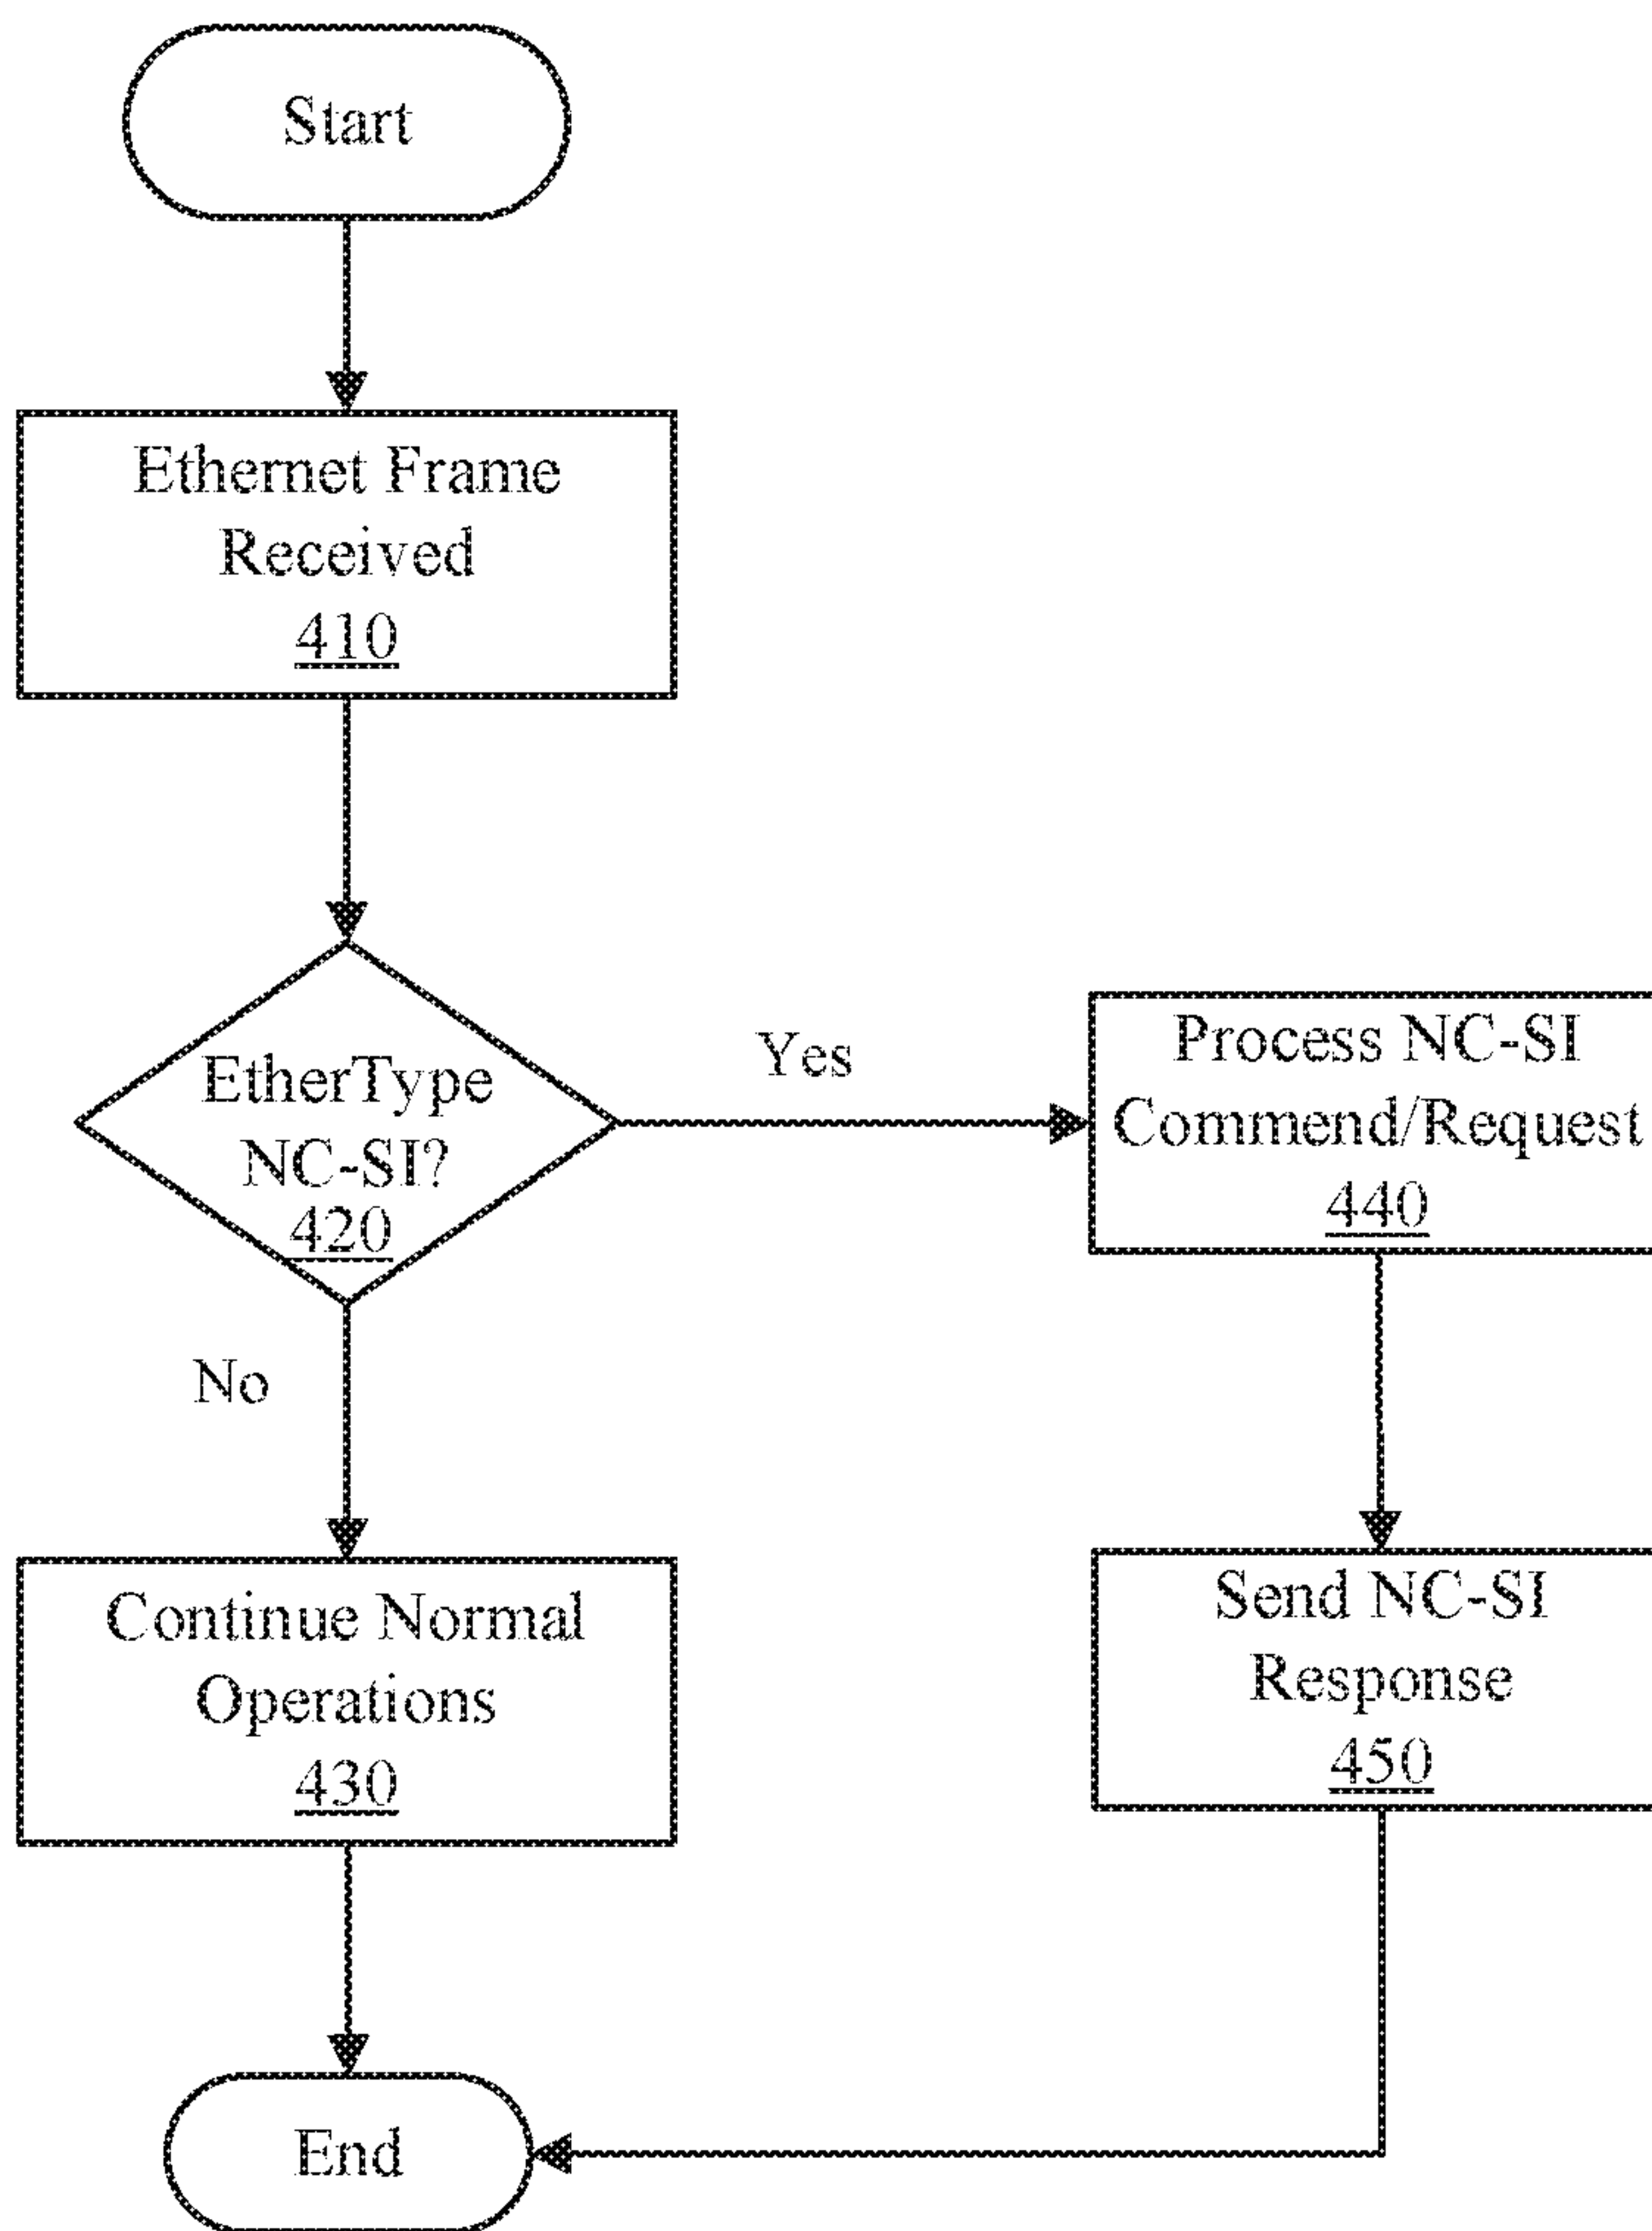 Start
Ethernet Frame
Received
410
EtherType
NC-SI?
420
Yes
Process NC-SI
Commend/Request
440
No
Continue Normal
Operations
430
Send NC-SI
Response
450
End